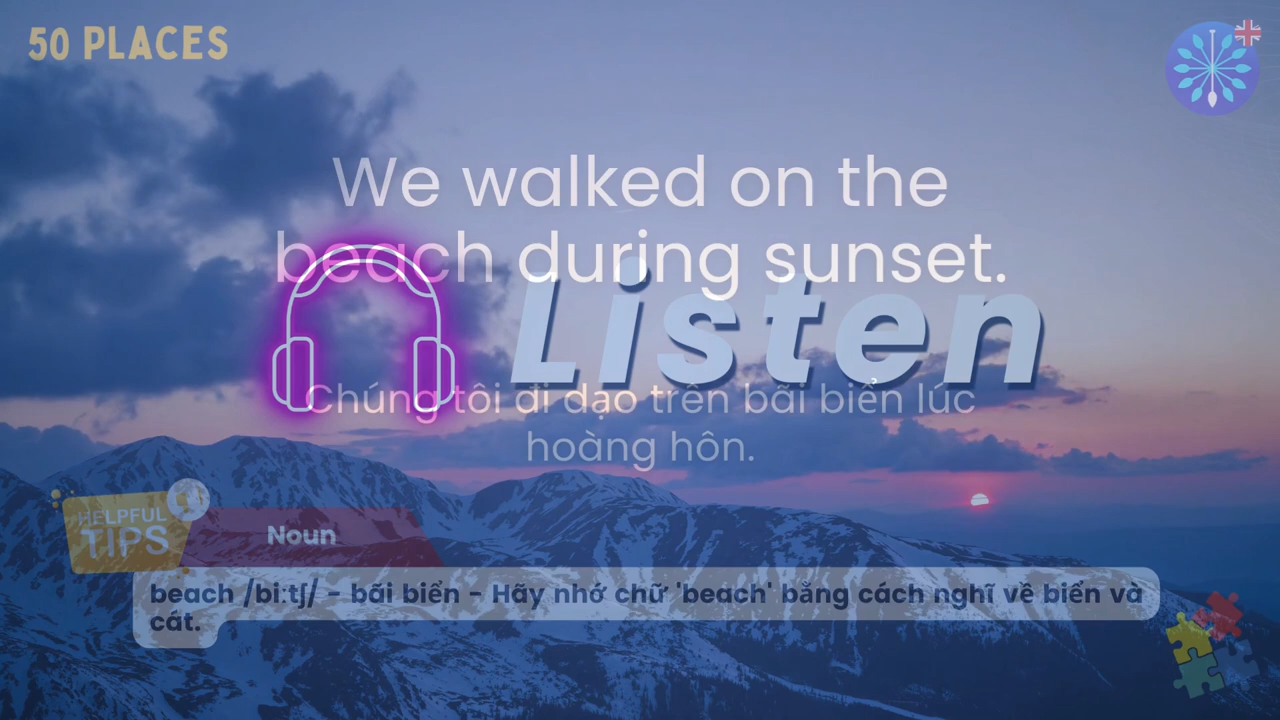 50 PLACES
We walked on the
beach during sunset.
Listen
Chúng tôi đi dạo trên bãi biển lúc
hoàng hôn.
HELPFUL
TIPS
Noun
beach /biːtʃ/ – bãi biển – Hãy nhớ chữ 'beach' bằng cách nghĩ về biển và
cát.